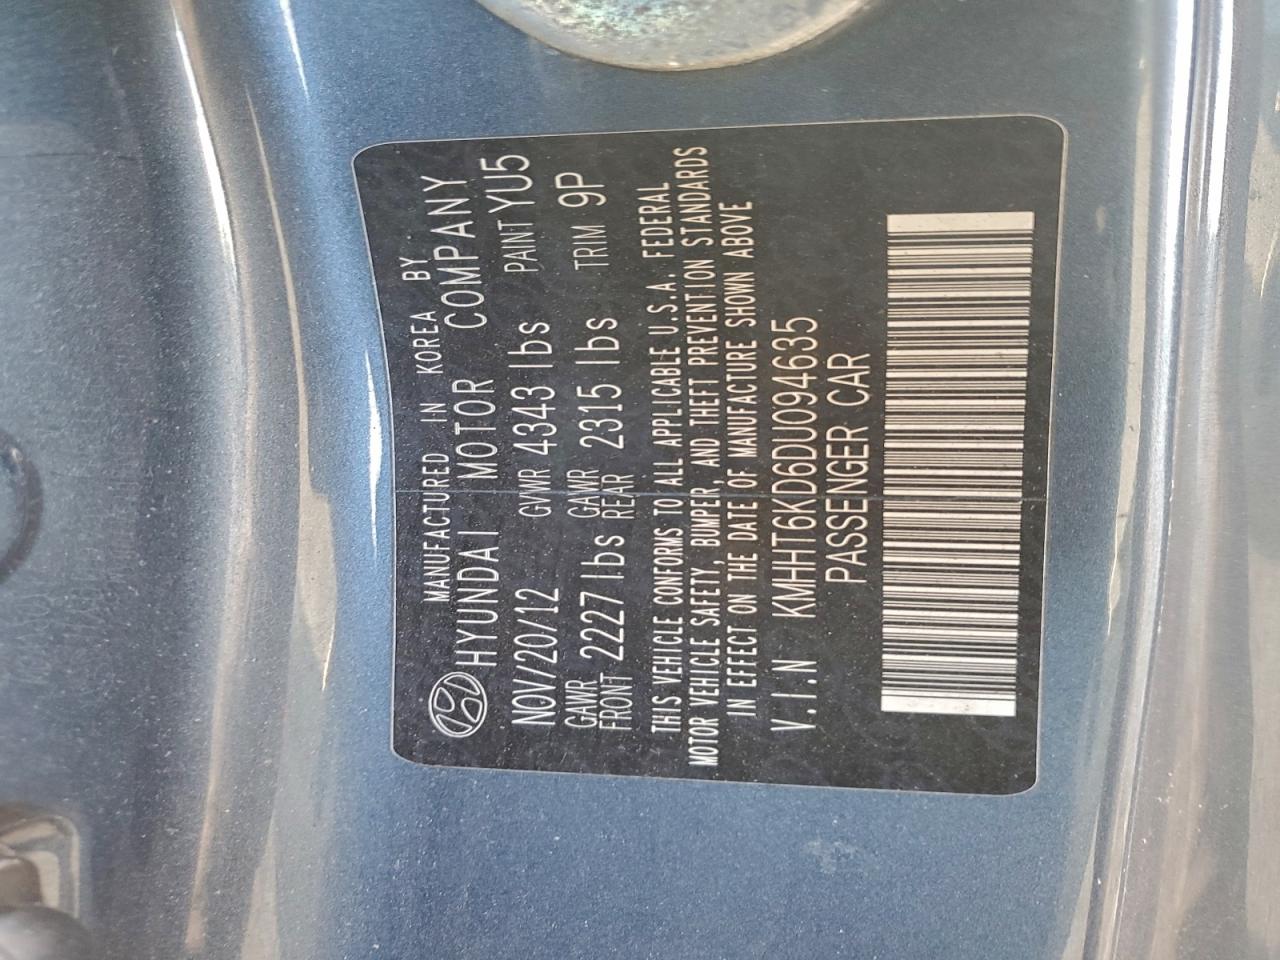 MANUFACTURED IN KOREA BY
HYUNDAI MOTOR COMPANY
NOV/20/12 GVWR 4343 lbs PAINT YU5
GAWR FRONT 2227 lbs GAWR REAR 2315 lbs TRIM 9P
THIS VEHICLE CONFORMS TO ALL APPLICABLE U.S.A. FEDERAL
MOTOR VEHICLE SAFETY, BUMPER, AND THEFT PREVENTION STANDARDS
IN EFFECT ON THE DATE OF MANUFACTURE SHOWN ABOVE
V.I.N KMHHT6KD6DU094635
PASSENGER CAR